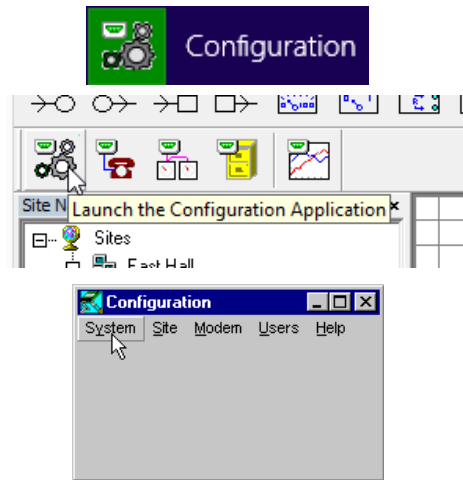 Configuration
Site N
Launch the Configuration Application
Sites
East Hall
Configuration
System Site Modem Users Help